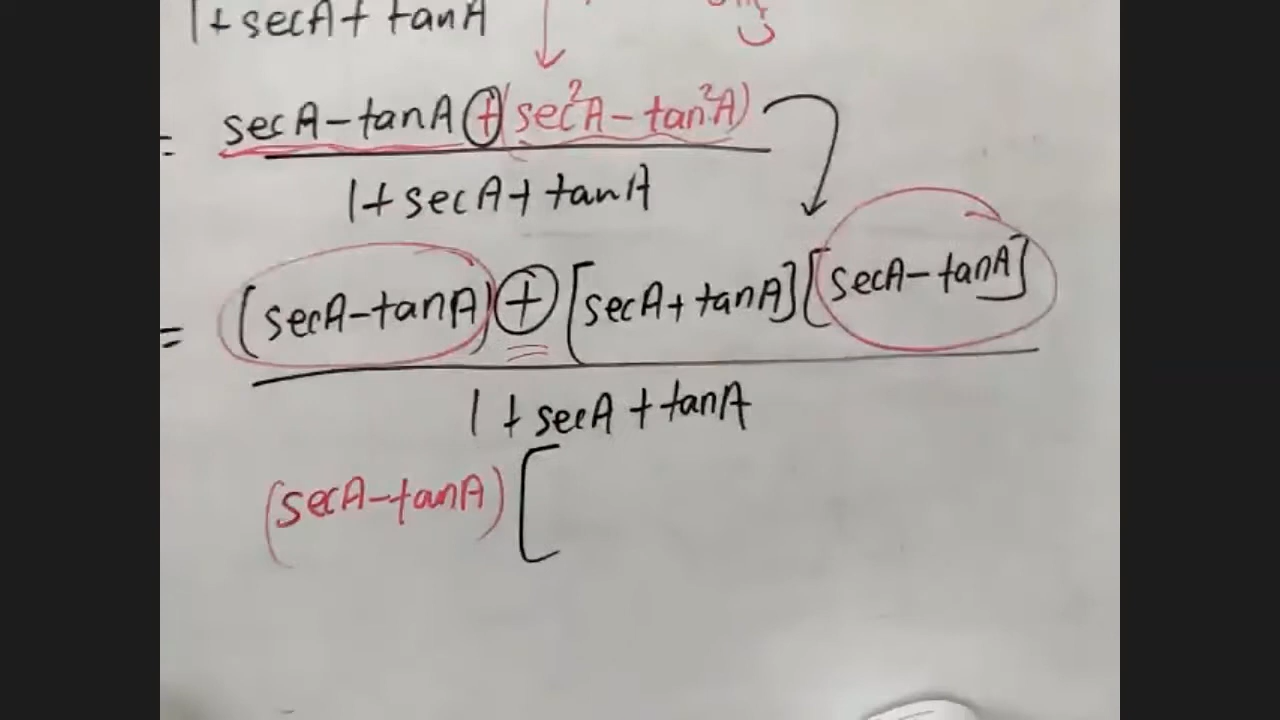 1 + secA + tanA
= secA - tanA + (sec²A - tan²A)
1 + secA + tanA
= (secA - tanA) + [secA + tanA] [secA - tanA]
1 + secA + tanA
(secA - tanA) [